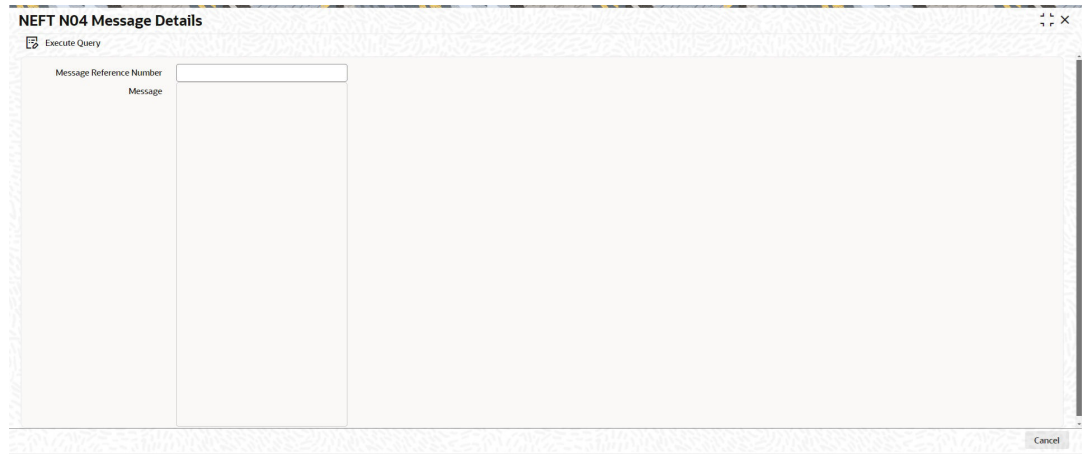 NEFT N04 Message Details
Execute Query
Message Reference Number
Message
Cancel